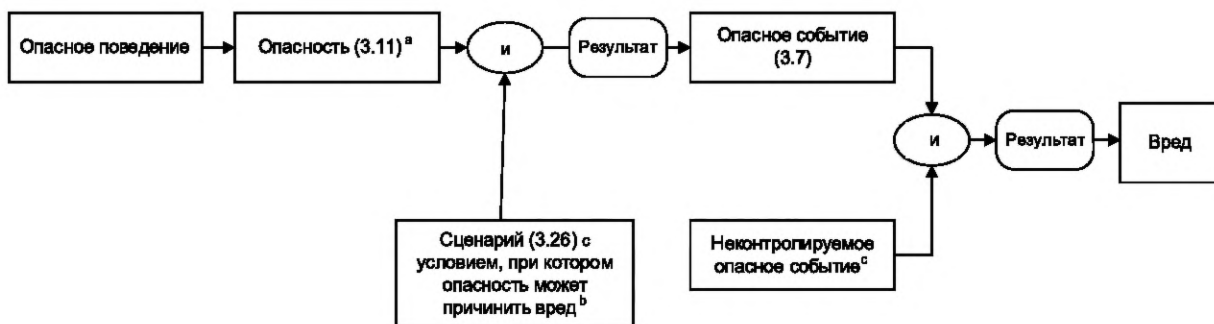 Опасное поведение
Опасность (3.11) a
и
Результат
Опасное событие
(3.7)
и
Результат
Вред
Сценарий (3.26) с
условием, при котором
опасность может
причинить вред b
Неконтролируемое
опасное событие c